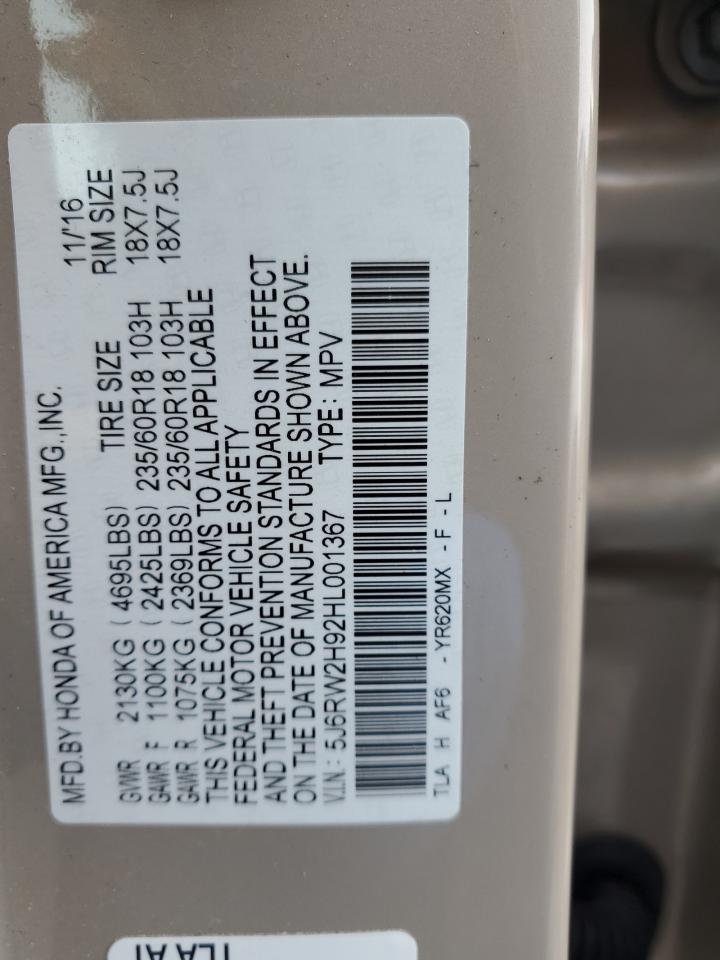 MFD.BY HONDA OF AMERICA MFG.,INC. 11/'16
GVWR 2130KG ( 4695LBS) TIRE SIZE RIM SIZE
GAWR F 1100KG ( 2425LBS) 235/60R18 103H 18X7.5J
GAWR R 1075KG ( 2369LBS) 235/60R18 103H 18X7.5J
THIS VEHICLE CONFORMS TO ALL APPLICABLE
FEDERAL MOTOR VEHICLE SAFETY
AND THEFT PREVENTION STANDARDS IN EFFECT
ON THE DATE OF MANUFACTURE SHOWN ABOVE.
V.I.N.: 5J6RW2H92HL001367 TYPE: MPV
TLA H AF6 - YR620MX - F - L